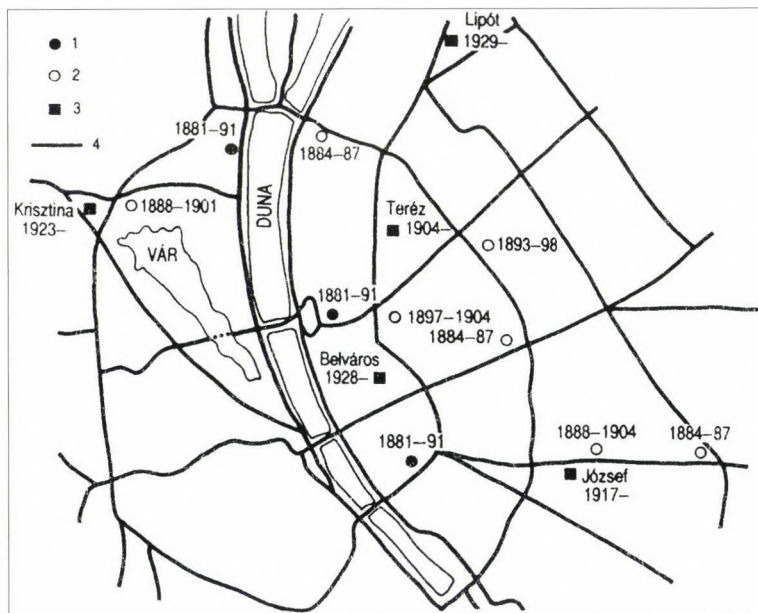 1
2
3
4
Lipót
1929–
1881–91
1884–87
Krisztina
1923–
1888–1901
DUNA
VÁR
Teréz
1904–
1893–98
1881–91
1897–1904
1884–87
Belváros
1928–
1881–91
1888–1904
1884–87
József
1917–